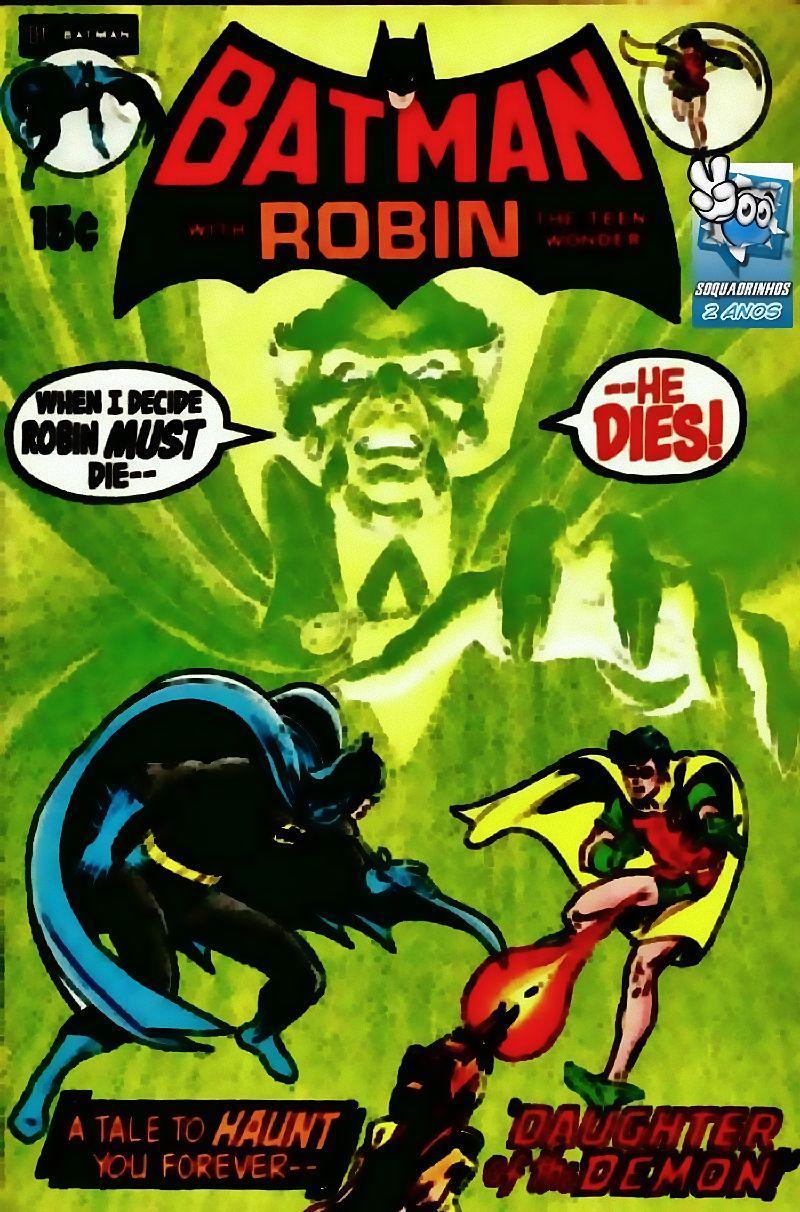 BATMAN
15¢
BATMAN
WITH ROBIN THE TEEN
WONDER
SOQUADRINHOS
2 ANOS
WHEN I DECIDE
ROBIN MUST
DIE--
--HE
DIES!
A TALE TO HAUNT
YOU FOREVER--
"DAUGHTER
of the DEMON"